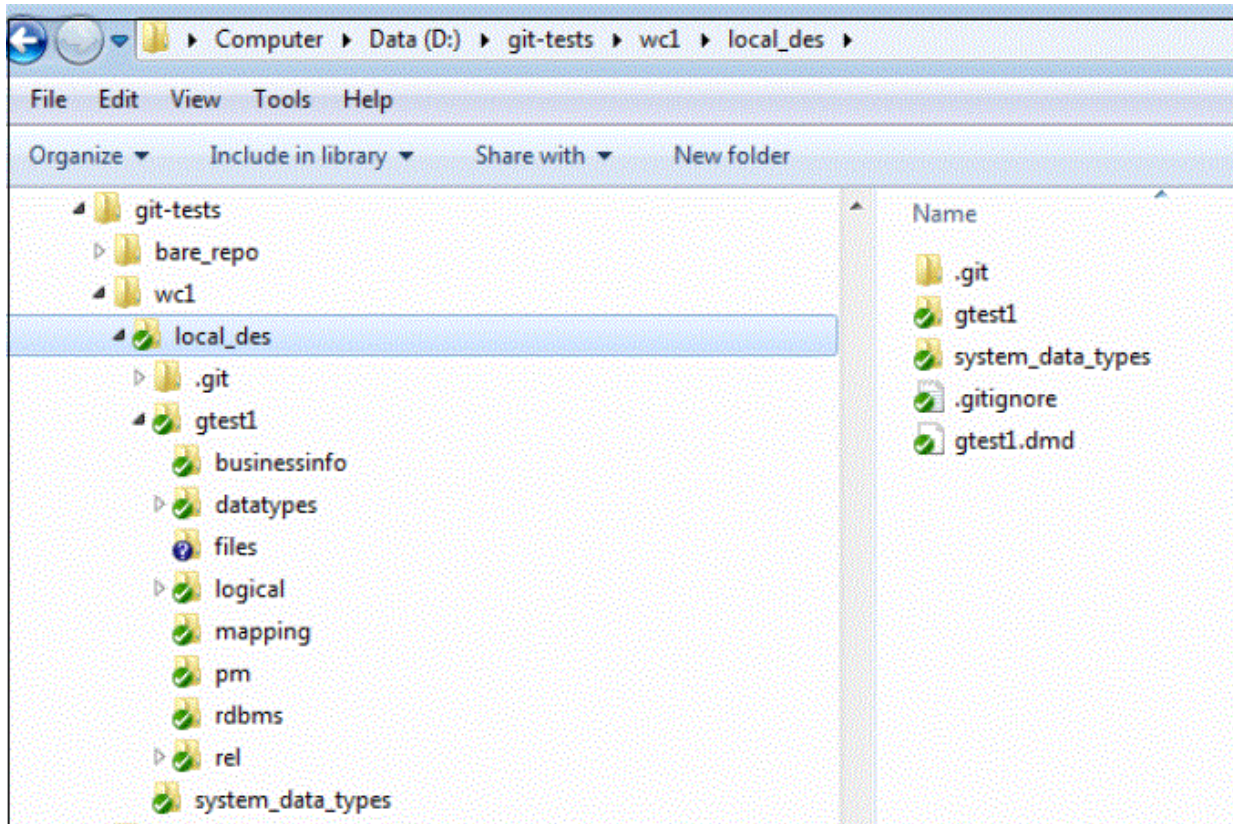 Computer Data (D:) git-tests wc1 local_des
File Edit View Tools Help
Organize Include in library Share with New folder
git-tests
bare_repo
wc1
local_des
.git
gtest1
businessinfo
datatypes
files
logical
mapping
pm
rdbms
rel
system_data_types
Name
.git
gtest1
system_data_types
.gitignore
gtest1.dmd